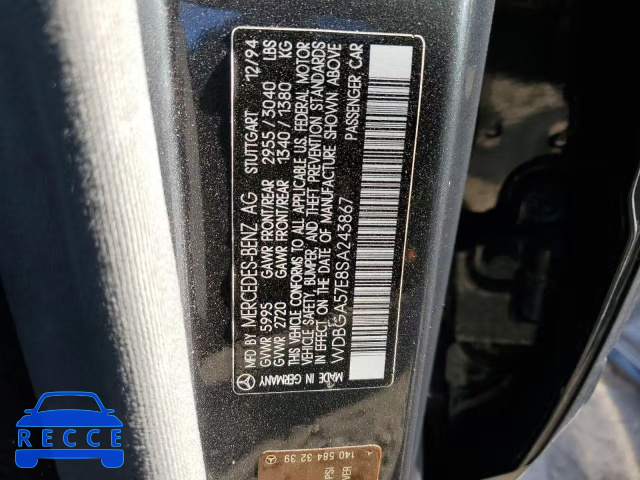 MFD BY MERCEDES-BENZ AG STUTTGART 12/94
GVWR 5995 GAWR FRONT/REAR 2955/3040 LBS
GVWR 2720 GAWR FRONT/REAR 1340/1380 KG
THIS VEHICLE CONFORMS TO ALL APPLICABLE U.S. FEDERAL MOTOR
VEHICLE SAFETY, BUMPER, AND THEFT PREVENTION STANDARDS
IN EFFECT ON THE DATE OF MANUFACTURE SHOWN ABOVE
WDBGA57E8SA243867 PASSENGER CAR
MADE IN GERMANY
140 584 32 39
PSI
RECCE